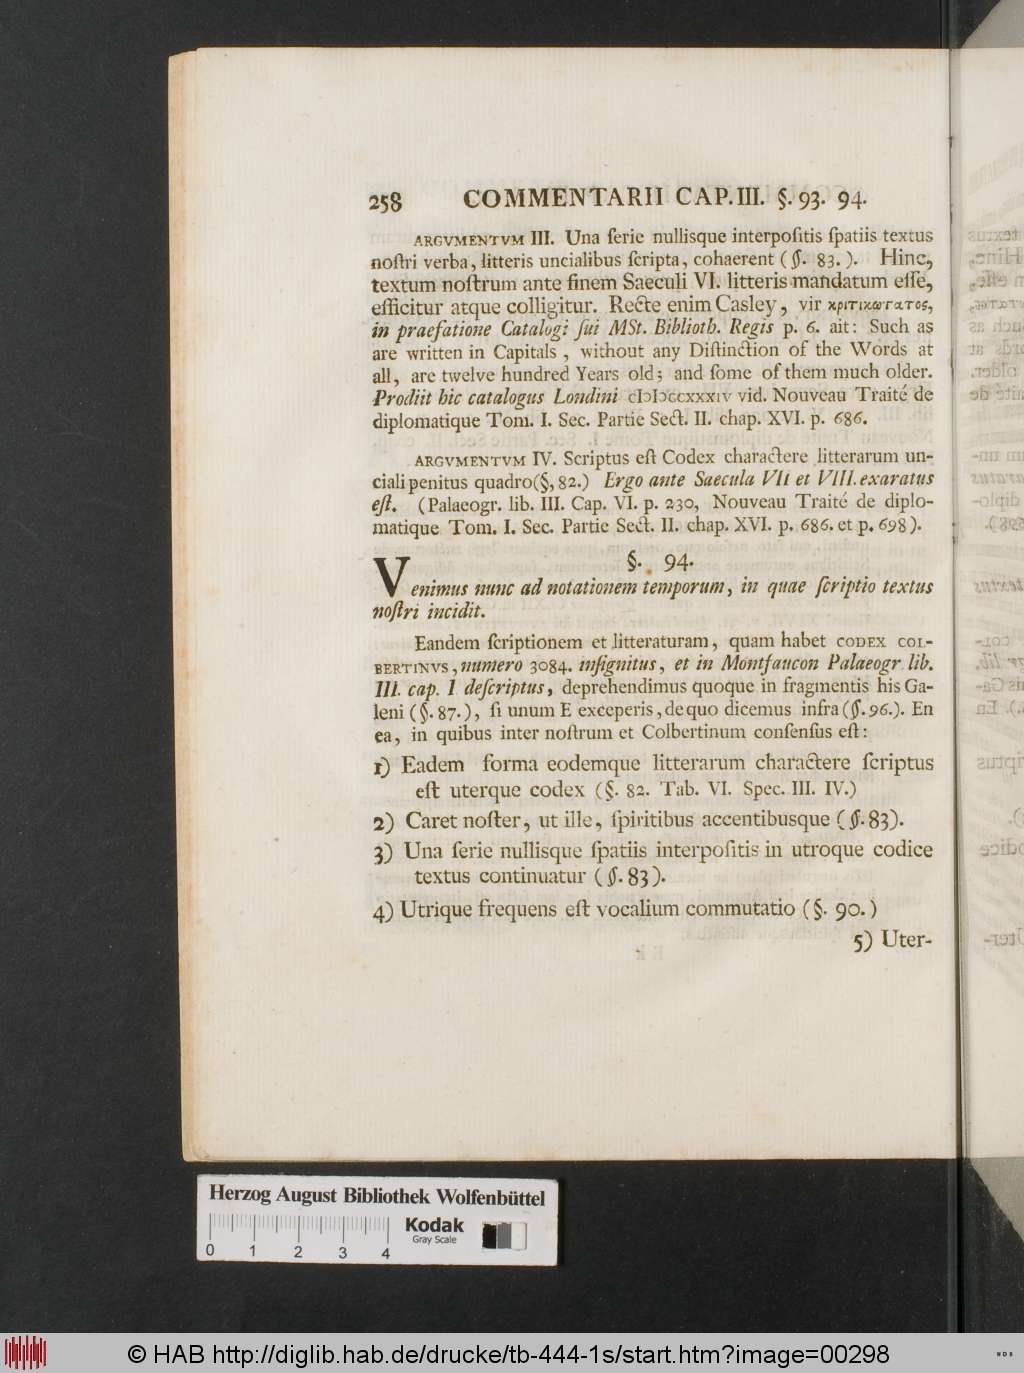 258 COMMENTARII CAP. III. §. 93. 94.
ARGVMENTVM III. Una ſerie nullisque interpoſitis ſpatiis textus
noſtri verba, litteris uncialibus ſcripta, cohaerent (§. 83.). Hinc,
textum noſtrum ante finem Saeculi VI. litteris mandatum eſſe,
efficitur atque colligitur. Recte enim Casley, vir κριτικωτατος,
in praefatione Catalogi ſui MSt. Biblioth. Regis p. 6. ait: Such as
are written in Capitals, without any Diſtinction of the Words at
all, are twelve hundred Years old; and ſome of them much older.
Prodiit hic catalogus Londini cIↄIↄccxxxiv vid. Nouveau Traité de
diplomatique Tom. I. Sec. Partie Sect. II. chap. XVI. p. 686.
ARGVMENTVM IV. Scriptus eſt Codex charactere litterarum un-
ciali penitus quadro(§, 82.) Ergo ante Saecula VII et VIII. exaratus
eſt. (Palaeogr. lib. III. Cap. VI. p. 230, Nouveau Traité de diplo-
matique Tom. I. Sec. Partie Sect. II. chap. XVI. p. 686. et p. 698).
§. 94.
Venimus nunc ad notationem temporum, in quae ſcriptio textus
noſtri incidit.
Eandem ſcriptionem et litteraturam, quam habet CODEX COL-
BERTINVS, numero 3084. inſignitus, et in Montfaucon Palaeogr. lib.
III. cap. I deſcriptus, deprehendimus quoque in fragmentis his Ga-
leni (§. 87.), ſi unum E exceperis, de quo dicemus infra (§. 96.). En
ea, in quibus inter noſtrum et Colbertinum conſenſus eſt:
1) Eadem forma eodemque litterarum charactere ſcriptus
eſt uterque codex (§. 82. Tab. VI. Spec. III. IV.)
2) Caret noſter, ut ille, ſpiritibus accentibusque (§. 83).
3) Una ſerie nullisque ſpatiis interpoſitis in utroque codice
textus continuatur (§. 83).
4) Utrique frequens eſt vocalium commutatio (§. 90.)
5) Uter-
Herzog August Bibliothek Wolfenbüttel
Kodak
Gray Scale
0 1 2 3 4
© HAB http://diglib.hab.de/drucke/tb-444-1s/start.htm?image=00298